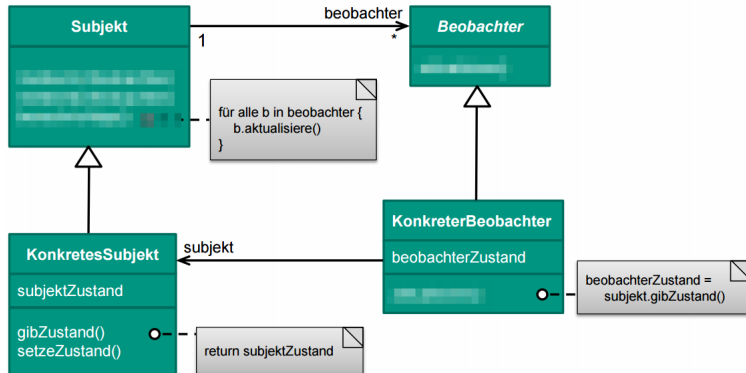 beobachter
Subjekt
1
*
Beobachter
für alle b in beobachter {
b.aktualisiere()
}
KonkretesSubjekt
subjektZustand
gibZustand()
setzeZustand()
subjekt
KonkreterBeobachter
beobachterZustand
beobachterZustand =
subjekt.gibZustand()
return subjektZustand